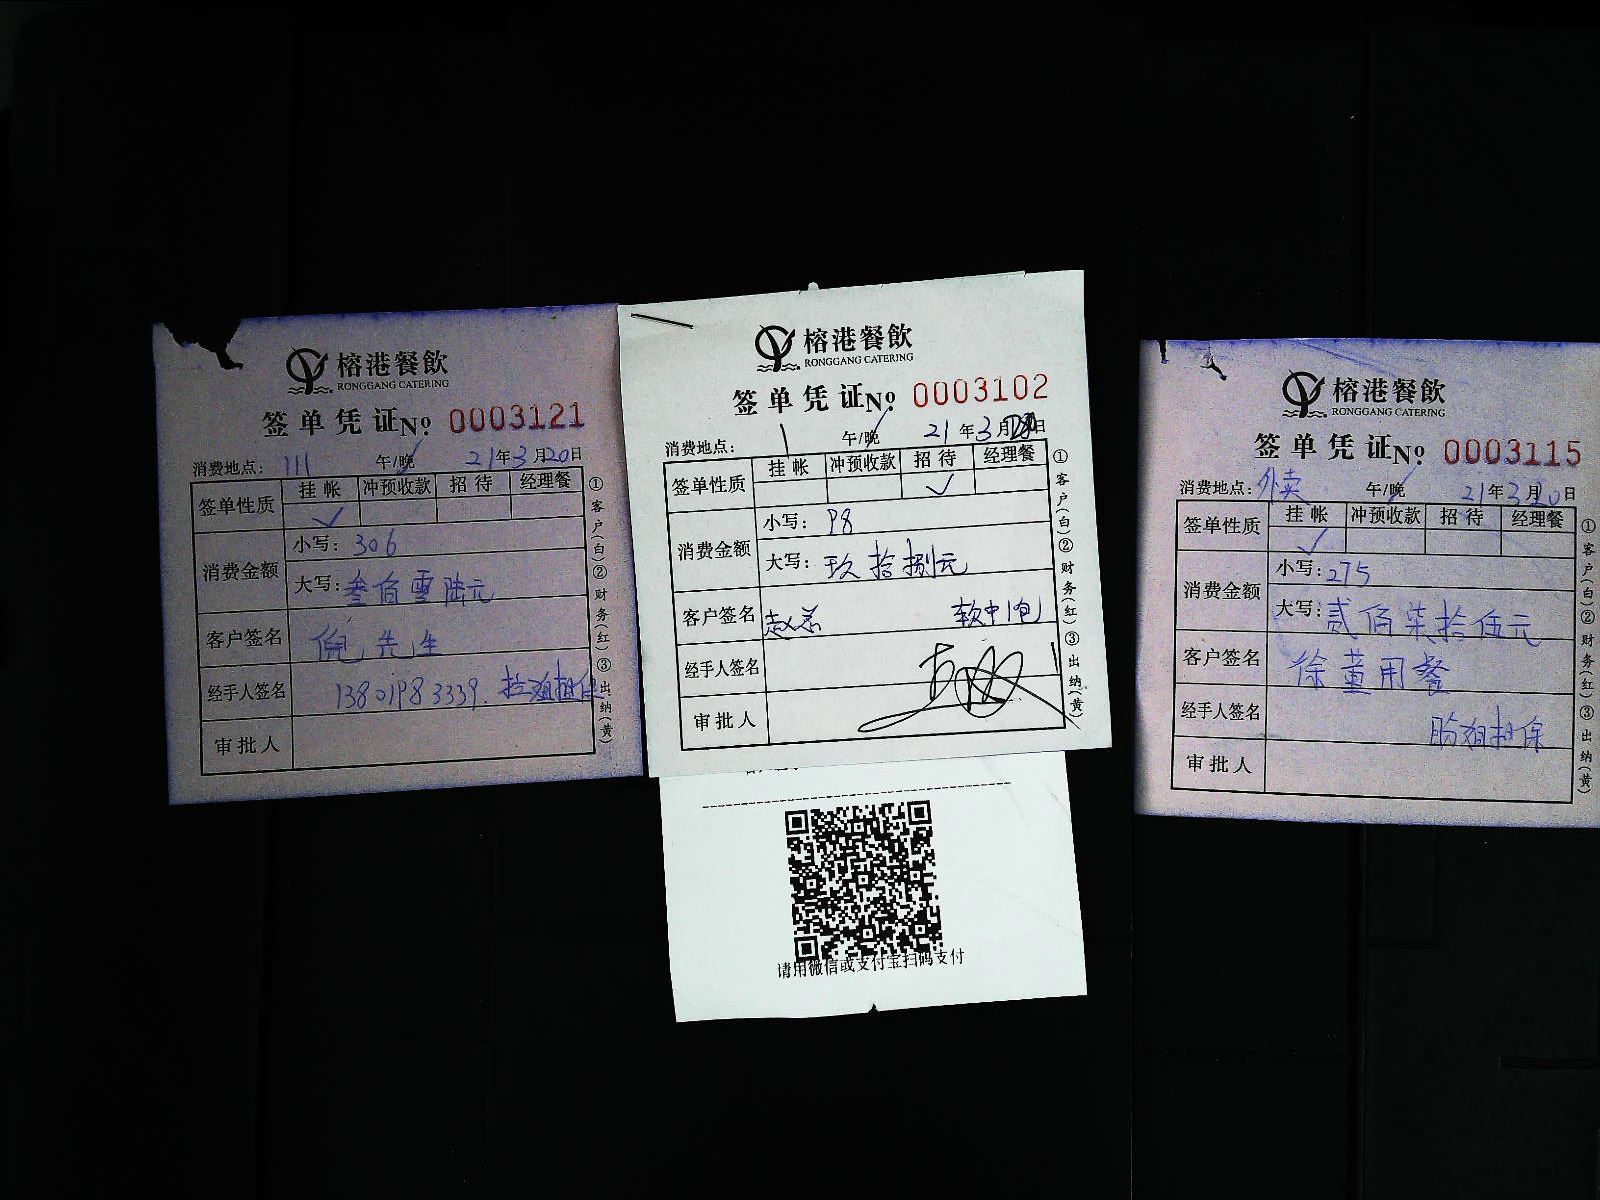 榕港餐飲
RONGGANG CATERING
签单凭证 № 0003121
消费地点: 111 午/晚 21年3月20日
签单性质 挂帐 冲预收款 招待 经理餐
✓
消费金额 小写: 306
大写: 叁佰零陆元
客户签名 倪先生
经手人签名 13801983339.
审批人
①客户(白)②财务(红)③出纳(黄)
榕港餐飲
RONGGANG CATERING
签单凭证 № 0003102
消费地点: 午/晚 21年3月 日
签单性质 挂帐 冲预收款 招待 经理餐
✓
消费金额 小写: 98
大写: 玖拾捌元
客户签名
经手人签名
审批人
①客户(白)②财务(红)③出纳(黄)
请用微信或支付宝扫码支付
榕港餐飲
RONGGANG CATERING
签单凭证 № 0003115
消费地点: 外卖 午/晚 21年3月20日
签单性质 挂帐 冲预收款 招待 经理餐
✓
消费金额 小写: 275
大写: 贰佰柒拾伍元
客户签名 徐董用餐
经手人签名 担保
审批人
①客户(白)②财务(红)③出纳(黄)